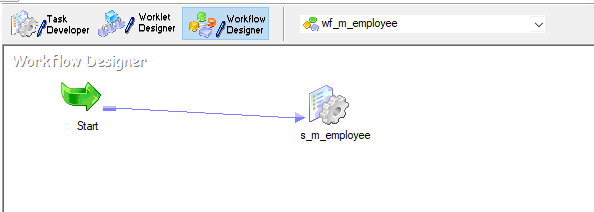 Task
Developer
Worklet
Designer
Workflow
Designer
wf_m_employee
Workflow Designer
Start
s_m_employee